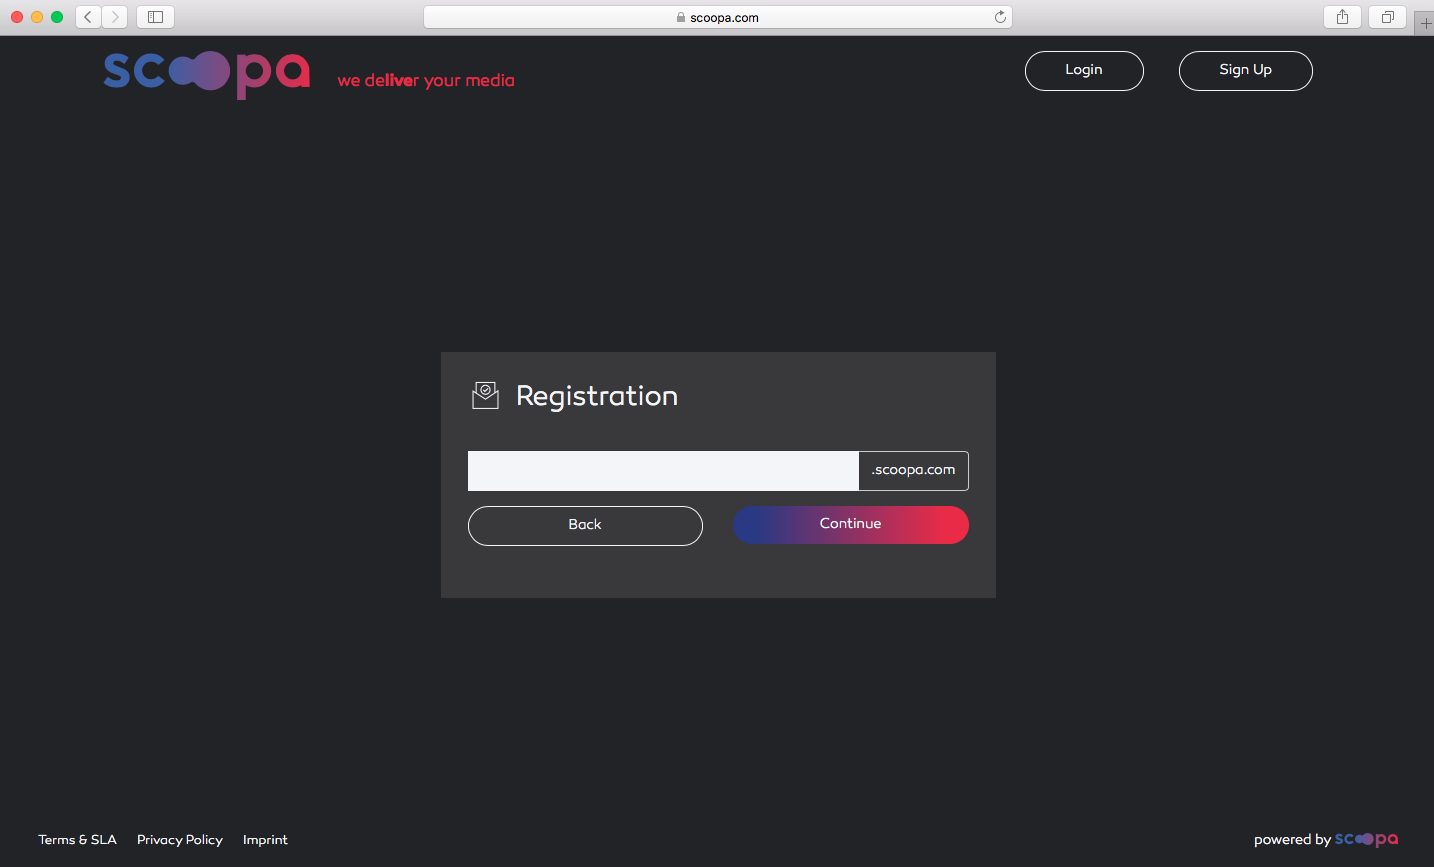 scoopa.com
scoopa we deliver your media
Login
Sign Up
Registration
.scoopa.com
Back
Continue
Terms & SLA
Privacy Policy
Imprint
powered by scoopa